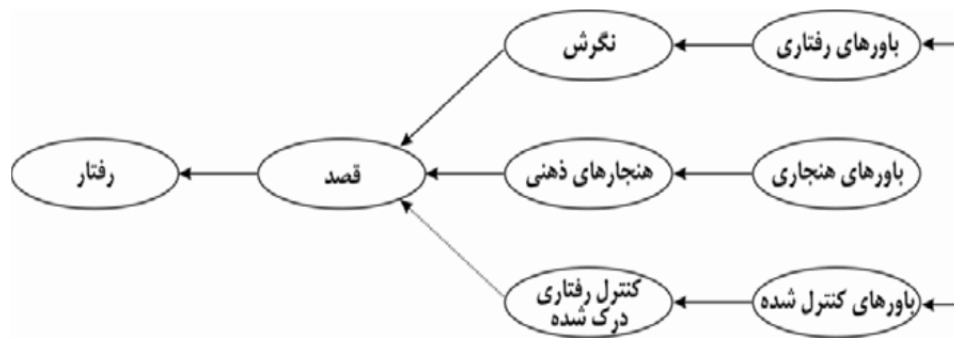 باورهای رفتاری
نگرش
باورهای هنجاری
هنجارهای ذهنی
قصد
رفتار
باورهای کنترل شده
کنترل رفتاری
درک شده